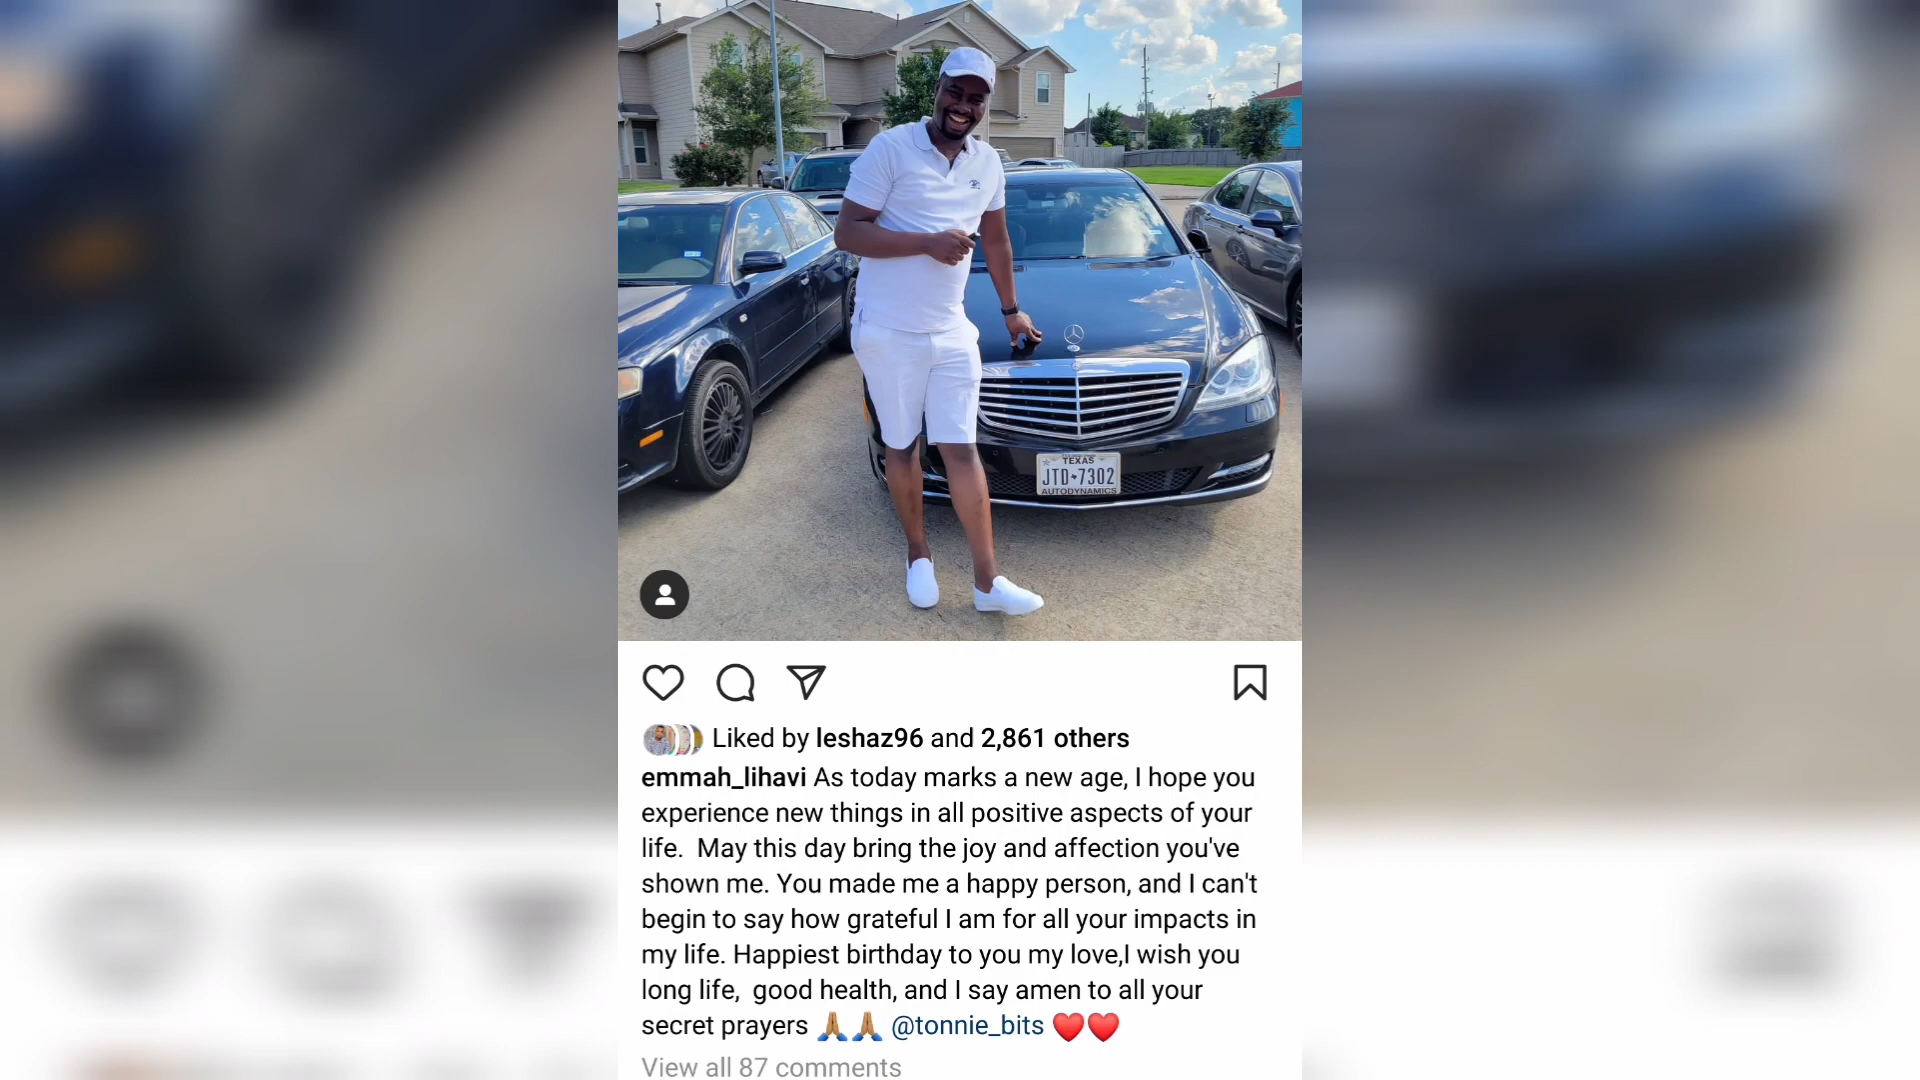 TEXAS
JTD•7302
AUTODYNAMICS
Liked by leshaz96 and 2,861 others
emmah_lihavi As today marks a new age, I hope you
experience new things in all positive aspects of your
life.  May this day bring the joy and affection you've
shown me. You made me a happy person, and I can't
begin to say how grateful I am for all your impacts in
my life. Happiest birthday to you my love,I wish you
long life,  good health, and I say amen to all your
secret prayers 🙏🏽🙏🏽 @tonnie_bits ❤️❤️
View all 87 comments